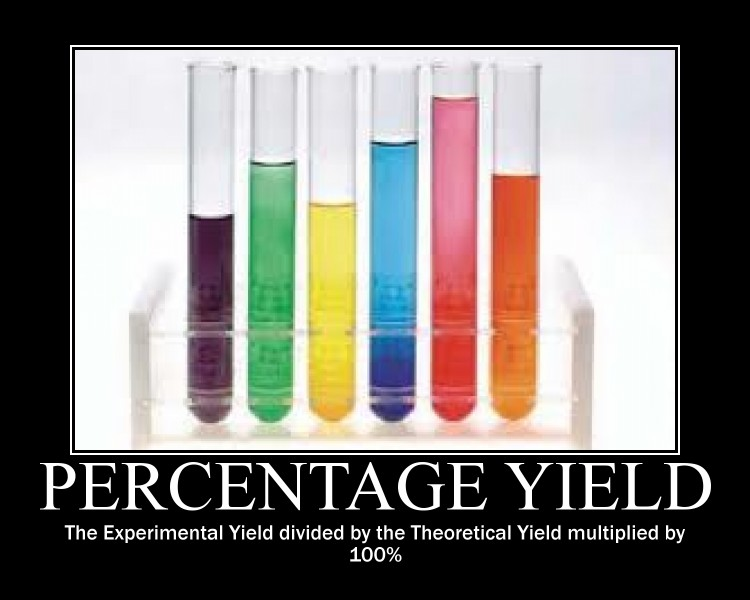 PERCENTAGE YIELD
The Experimental Yield divided by the Theoretical Yield multiplied by
100%